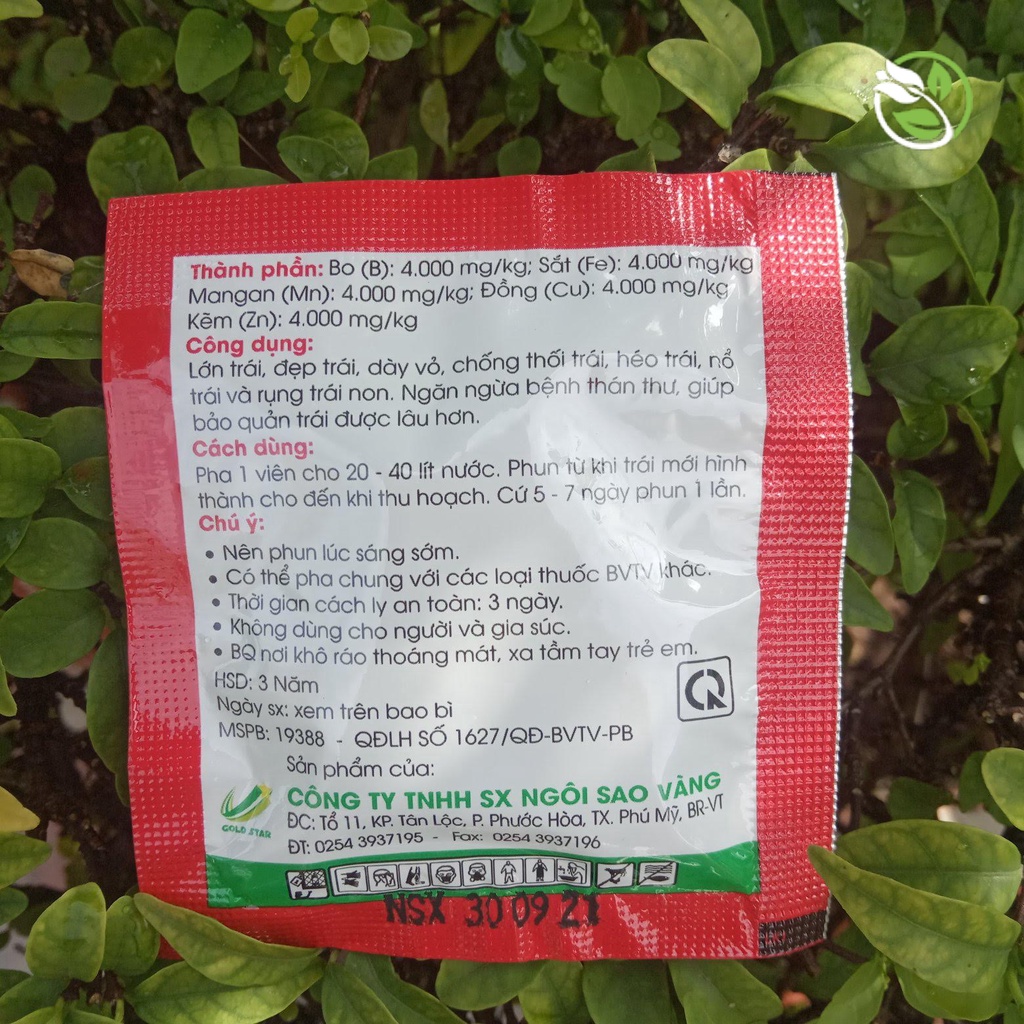 Thành phần: Bo (B): 4.000 mg/kg; Sắt (Fe): 4.000 mg/kg
Mangan (Mn): 4.000 mg/kg; Đồng (Cu): 4.000 mg/kg
Kẽm (Zn): 4.000 mg/kg
Công dụng:
Lớn trái, đẹp trái, dày vỏ, chống thối trái, héo trái, nổ
trái và rụng trái non. Ngăn ngừa bệnh thán thư, giúp
bảo quản trái được lâu hơn.
Cách dùng:
Pha 1 viên cho 20 - 40 lít nước. Phun từ khi trái mới hình
thành cho đến khi thu hoạch. Cứ 5 - 7 ngày phun 1 lần.
Chú ý:
• Nên phun lúc sáng sớm.
• Có thể pha chung với các loại thuốc BVTV khác.
• Thời gian cách ly an toàn: 3 ngày.
• Không dùng cho người và gia súc.
• BQ nơi khô ráo thoáng mát, xa tầm tay trẻ em.
HSD: 3 Năm
Ngày sx: xem trên bao bì
MSPB: 19388 - QĐLH SỐ 1627/QĐ-BVTV-PB
Sản phẩm của:
CÔNG TY TNHH SX NGÔI SAO VÀNG
GOLD STAR
ĐC: Tổ 11, KP. Tân Lộc, P. Phước Hòa, TX. Phú Mỹ, BR-VT
ĐT: 0254 3937195 - Fax: 0254 3937196
NSX 30 09 21